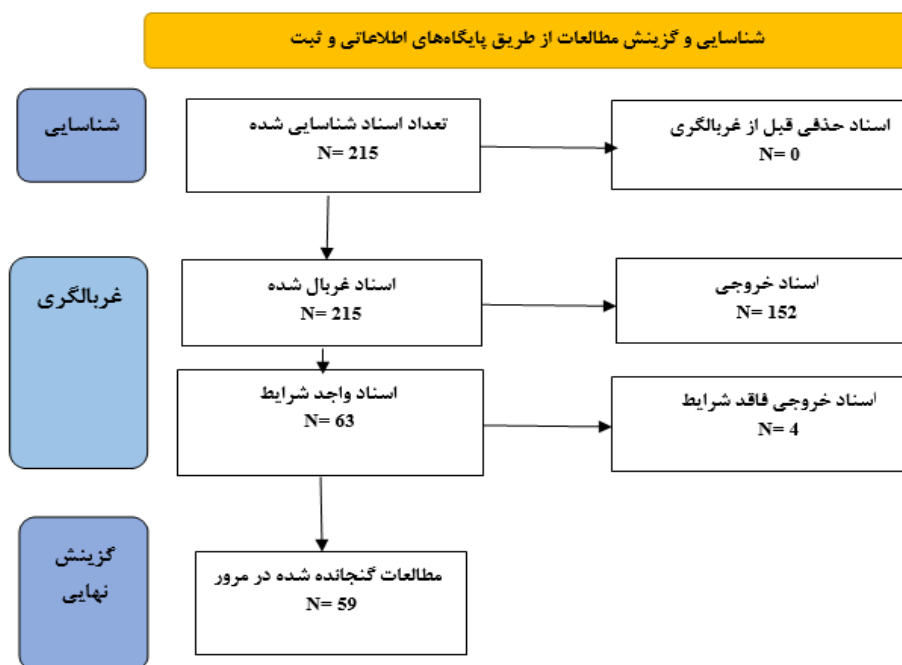 شناسایی و گزینش مطالعات از طریق پایگاه‌های اطلاعاتی و ثبت
شناسایی
تعداد اسناد شناسایی شده
N= 215
اسناد حذفی قبل از غربالگری
N= 0
غربالگری
اسناد غربال شده
N= 215
اسناد خروجی
N= 152
اسناد واجد شرایط
N= 63
اسناد خروجی فاقد شرایط
N= 4
گزینش
نهایی
مطالعات گنجانده شده در مرور
N= 59